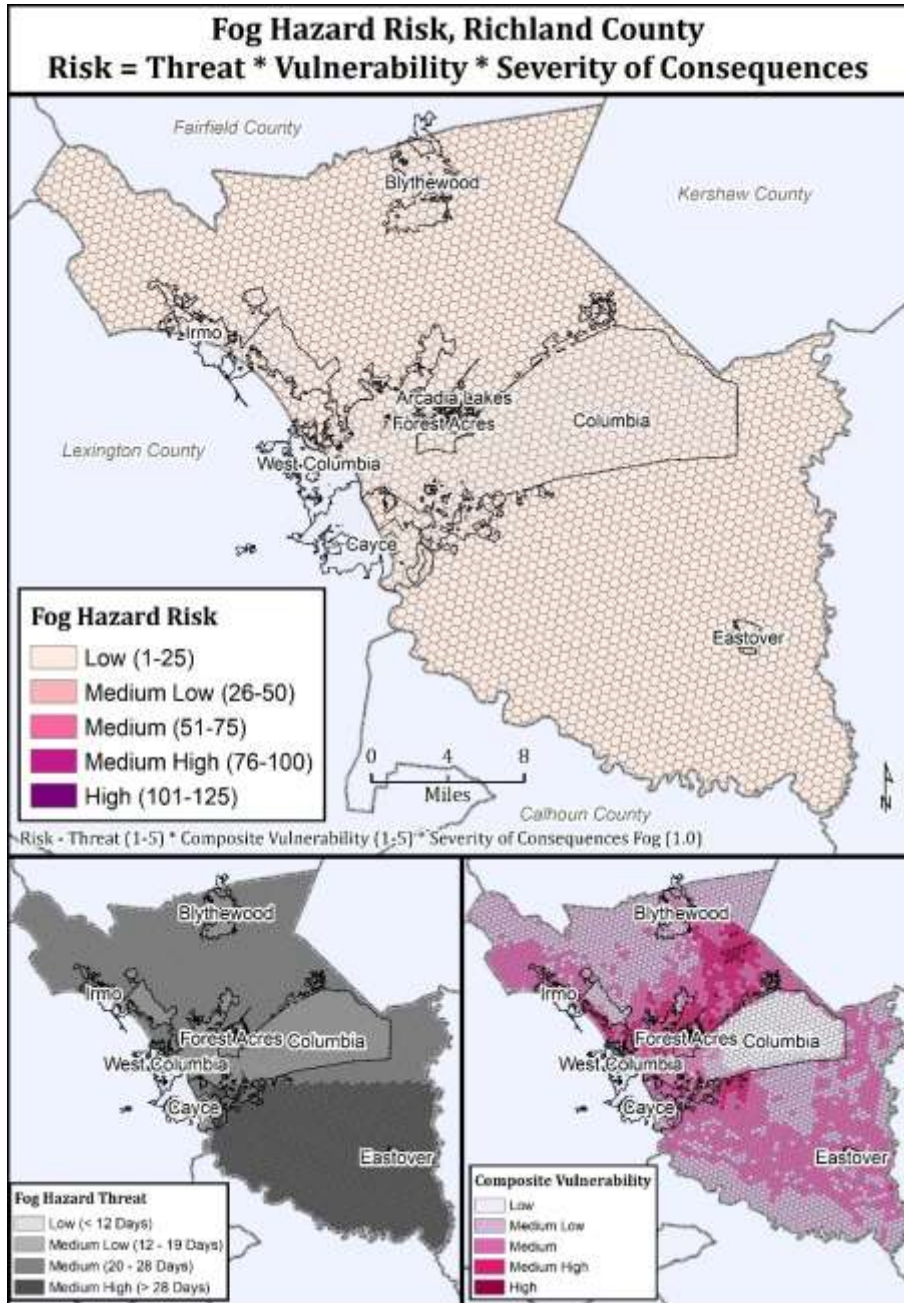 Fog Hazard Risk, Richland County
Risk = Threat * Vulnerability * Severity of Consequences
Fairfield County
Blythewood
Kershaw County
Irmo
Arcadia Lakes
Forest Acres
Columbia
Lexington County
West Columbia
Cayce
Eastover
Fog Hazard Risk
Low (1-25)
Medium Low (26-50)
Medium (51-75)
Medium High (76-100)
High (101-125)
0 4 8
Miles
N
Calhoun County
Risk - Threat (1-5) * Composite Vulnerability (1-5) * Severity of Consequences Fog (1.0)
Blythewood
Irmo
Forest Acres
Columbia
West Columbia
Cayce
Eastover
Fog Hazard Threat
Low (< 12 Days)
Medium Low (12 - 19 Days)
Medium (20 - 28 Days)
Medium High (> 28 Days)
Blythewood
Irmo
Forest Acres
Columbia
West Columbia
Cayce
Eastover
Composite Vulnerability
Low
Medium Low
Medium
Medium High
High